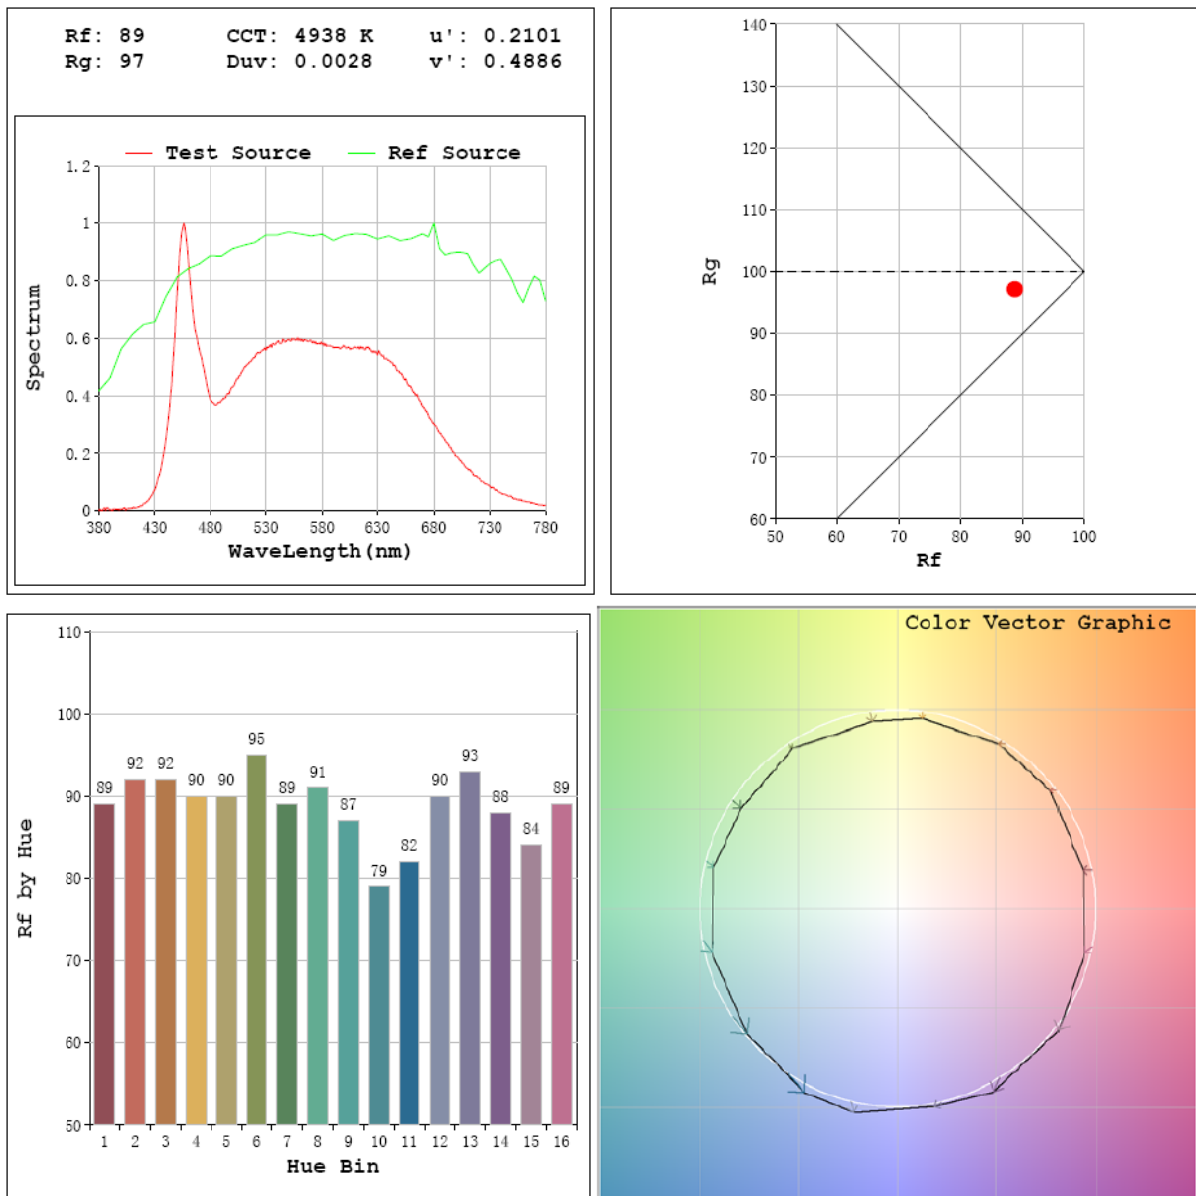 Rf: 89 CCT: 4938 K u': 0.2101
Rg: 97 Duv: 0.0028 v': 0.4886
Test Source Ref Source
1.2
1
0.8
0.6
0.4
0.2
0
Spectrum
380 430 480 530 580 630 680 730 780
WaveLength(nm)
140
130
120
110
100
90
80
70
60
Rg
50 60 70 80 90 100
Rf
110
100
90
80
70
60
50
Rf by Hue
89 92 92 90 90 95 89 91 87 79 82 90 93 88 84 89
1 2 3 4 5 6 7 8 9 10 11 12 13 14 15 16
Hue Bin
Color Vector Graphic